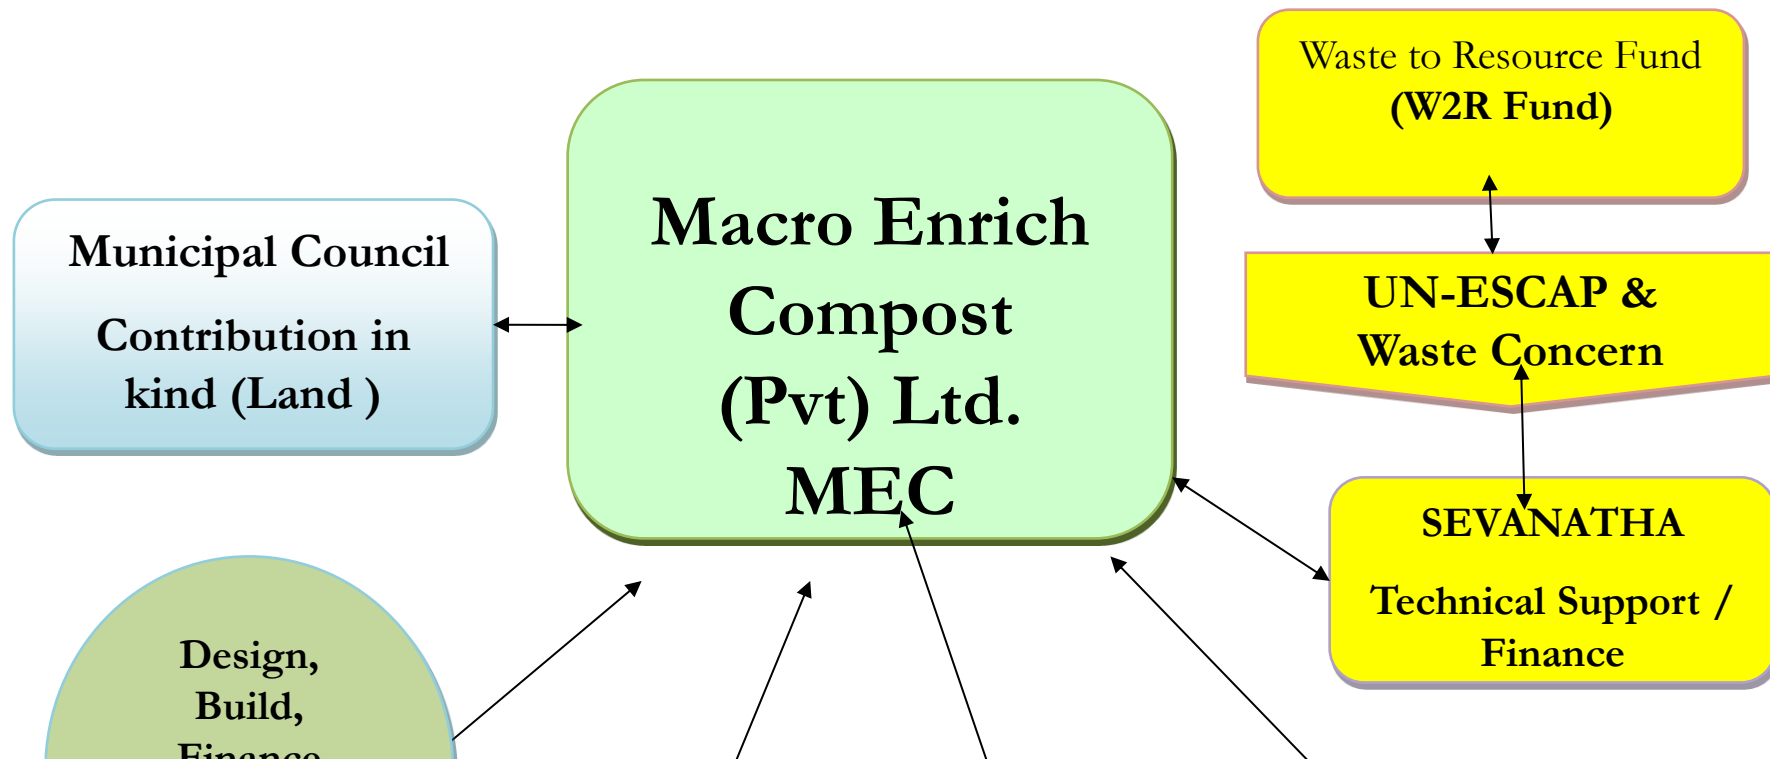 Waste to Resource Fund
(W2R Fund)
Macro Enrich
Compost
(Pvt) Ltd.
MEC
Municipal Council
Contribution in
kind (Land )
UN-ESCAP &
Waste Concern
SEVANATHA
Technical Support /
Finance
Design,
Build,
Finance